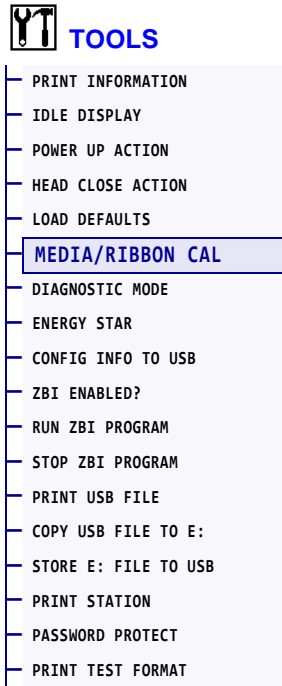 TOOLS
PRINT INFORMATION
IDLE DISPLAY
POWER UP ACTION
HEAD CLOSE ACTION
LOAD DEFAULTS
MEDIA/RIBBON CAL
DIAGNOSTIC MODE
ENERGY STAR
CONFIG INFO TO USB
ZBI ENABLED?
RUN ZBI PROGRAM
STOP ZBI PROGRAM
PRINT USB FILE
COPY USB FILE TO E:
STORE E: FILE TO USB
PRINT STATION
PASSWORD PROTECT
PRINT TEST FORMAT